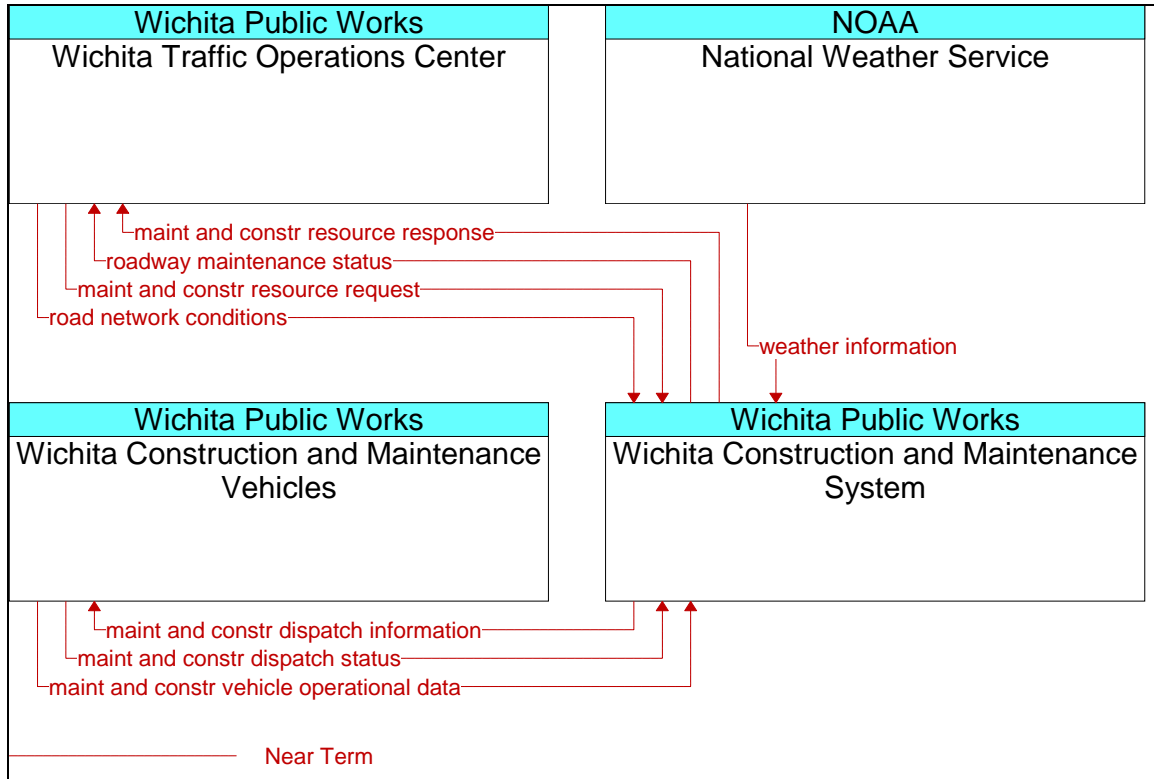 Wichita Public Works
Wichita Traffic Operations Center
NOAA
National Weather Service
maint and constr resource response
roadway maintenance status
maint and constr resource request
road network conditions
weather information
Wichita Public Works
Wichita Construction and Maintenance
Vehicles
Wichita Public Works
Wichita Construction and Maintenance
System
maint and constr dispatch information
maint and constr dispatch status
maint and constr vehicle operational data
Near Term